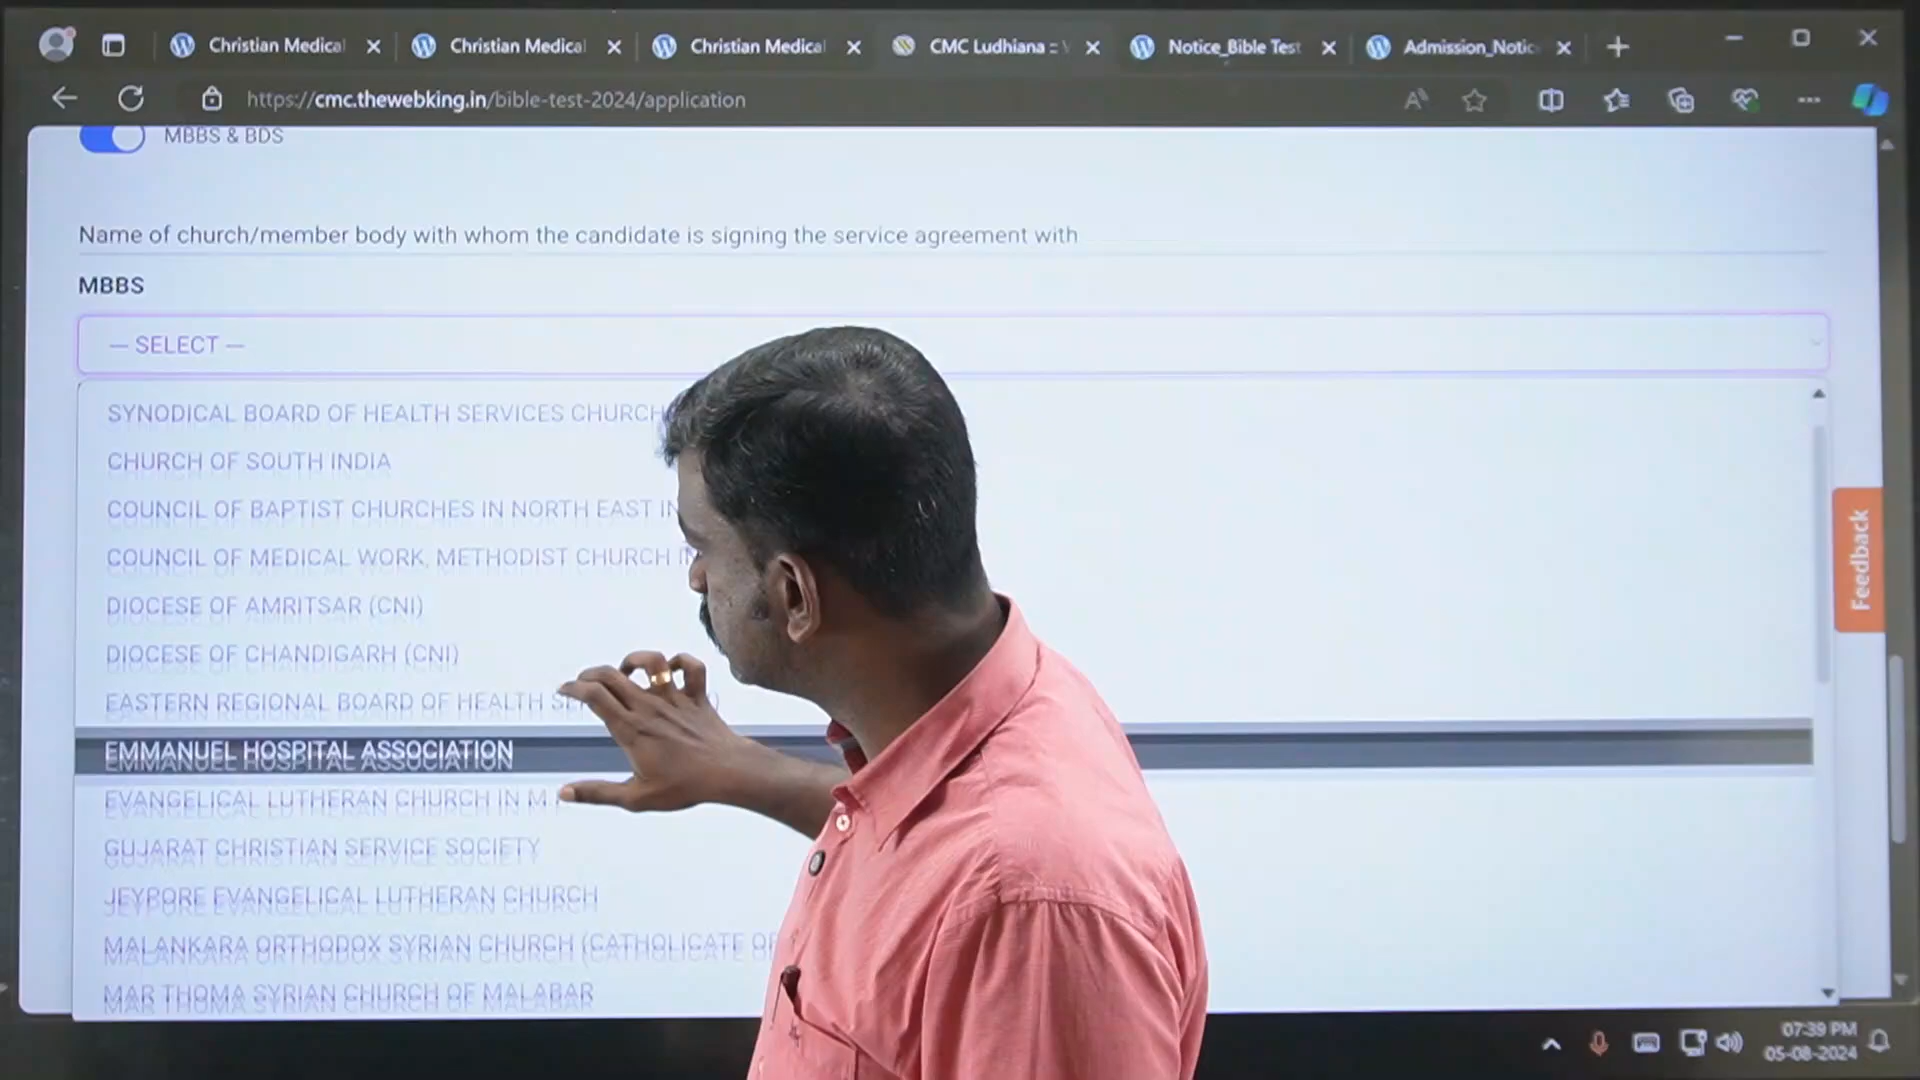 Christian Medical
Christian Medical
Christian Medical
CMC Ludhiana ::
Notice_Bible Test
Admission_Notic
https://cmc.thewebking.in/bible-test-2024/application
MBBS & BDS
Name of church/member body with whom the candidate is signing the service agreement with
MBBS
— SELECT —
SYNODICAL BOARD OF HEALTH SERVICES CHURCH
CHURCH OF SOUTH INDIA
COUNCIL OF BAPTIST CHURCHES IN NORTH EAST
COUNCIL OF MEDICAL WORK, METHODIST CHURCH
DIOCESE OF AMRITSAR (CNI)
DIOCESE OF CHANDIGARH (CNI)
EASTERN REGIONAL BOARD OF HEALTH
EMMANUEL HOSPITAL ASSOCIATION
EVANGELICAL LUTHERAN CHURCH IN M
GUJARAT CHRISTIAN SERVICE SOCIETY
JEYPORE EVANGELICAL LUTHERAN CHURCH
MALANKARA ORTHODOX SYRIAN CHURCH (CATHOLICATE OF
MAR THOMA SYRIAN CHURCH OF MALABAR
Feedback
07:39 PM
05-08-2024